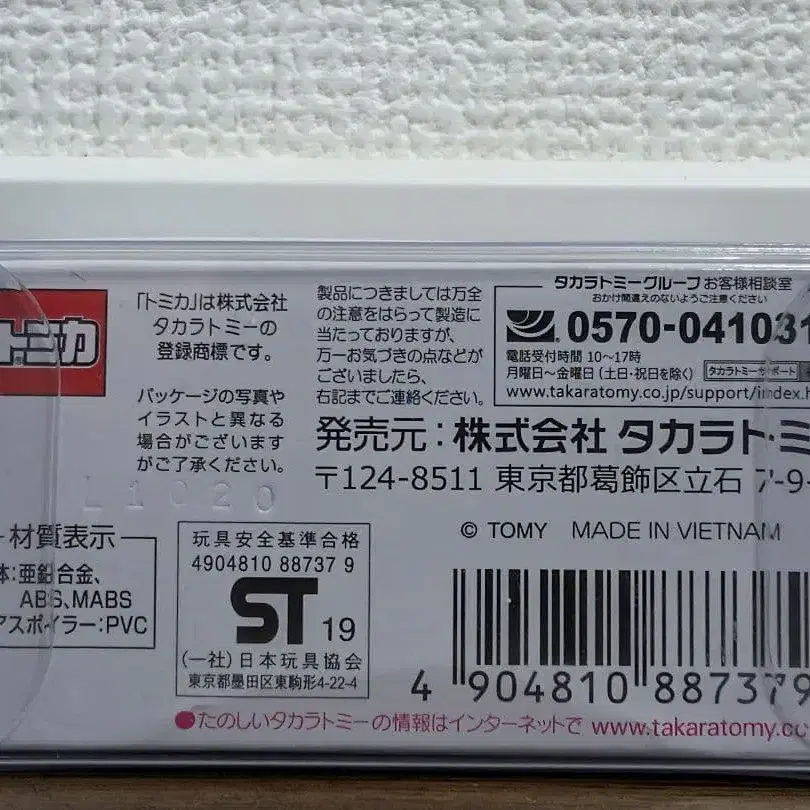 トミカ
「トミカ」は株式会社
タカラトミーの
登録商標です。
パッケージの写真や
イラストと異なる
場合がございます
がご了承ください。
L1020
製品につきましては万全
の注意をはらって製造に
当たっておりますが、
万一お気づきの点などが
ございましたら、
右記までご連絡ください。
タカラトミーグループ お客様相談室
おかけ間違えのないようご注意ください
0570-041031
電話受付時間 10〜17時
月曜日〜金曜日 (土日・祝日を除く)
タカラトミーサポート
www.takaratomy.co.jp/support/index.h
発売元 : 株式会社 タカラトミ
〒124-8511 東京都葛飾区立石 7-9-
© TOMY MADE IN VIETNAM
材質表示
体:亜鉛合金、
ABS、MABS
アスポイラー:PVC
玩具安全基準合格
4904810 88737 9
ST 19
(一社)日本玩具協会
東京都墨田区東駒形4-22-4
4 904810 887379
●たのしいタカラトミーの情報はインターネットで www.takaratomy.co